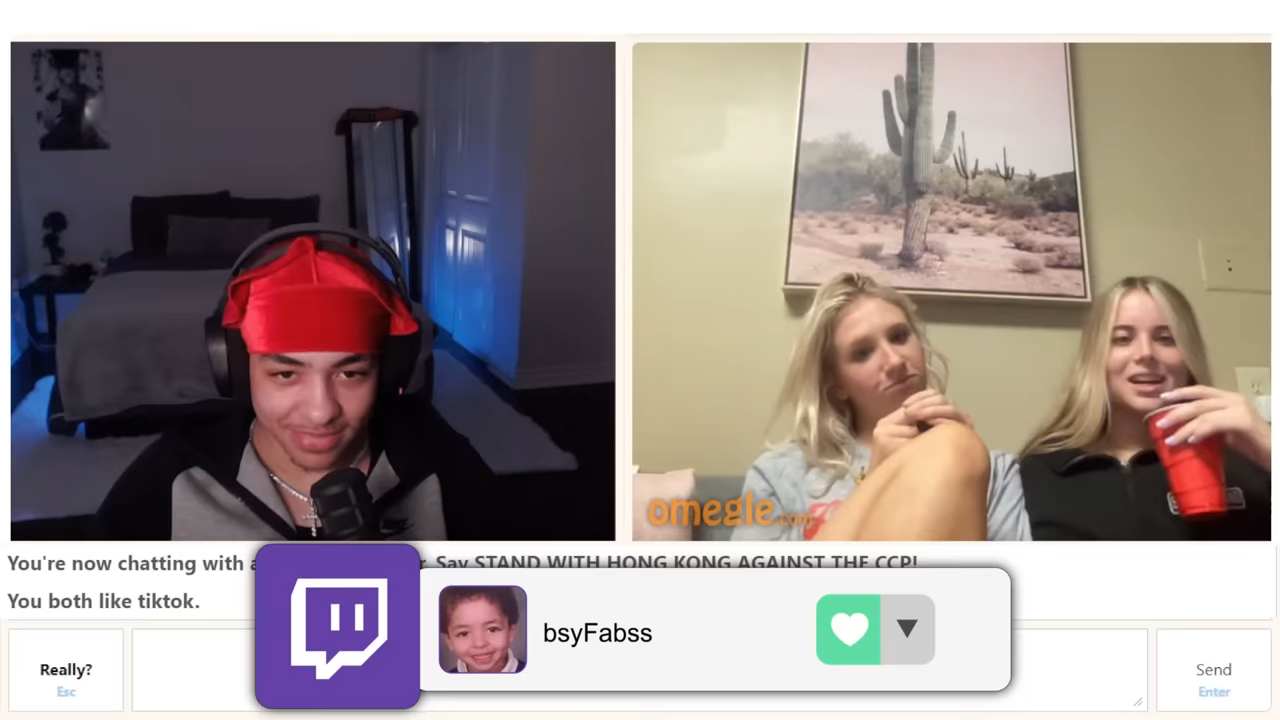 omegle.com
You're now chatting with a r. Say STAND WITH HONG KONG AGAINST THE CCP!
You both like tiktok.
bsyFabss
Really?
Esc
Send
Enter